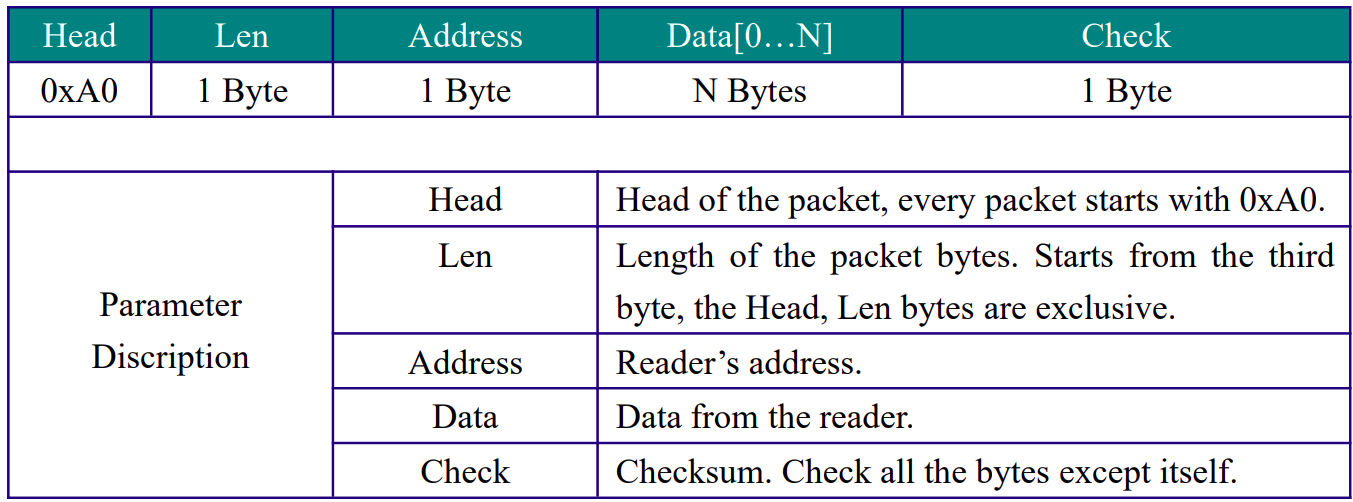 Head Len Address Data[0…N] Check
0xA0 1 Byte 1 Byte N Bytes 1 Byte
Parameter
Discription
Head Head of the packet, every packet starts with 0xA0.
Len Length of the packet bytes. Starts from the third
byte, the Head, Len bytes are exclusive.
Address Reader’s address.
Data Data from the reader.
Check Checksum. Check all the bytes except itself.